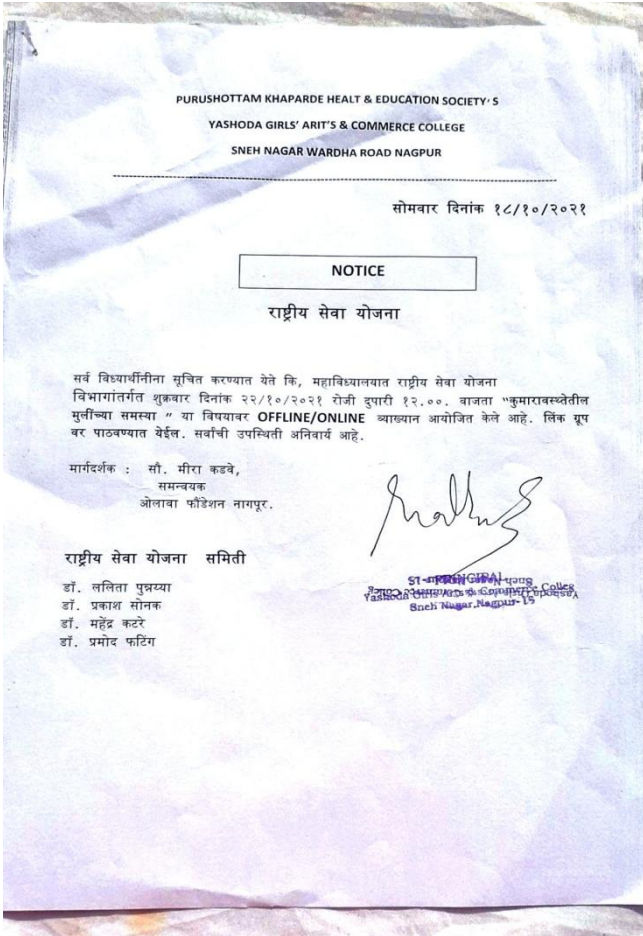 PURUSHOTTAM KHAPARDE HEALT & EDUCATION SOCIETY'S
YASHODA GIRLS' ARIT'S & COMMERCE COLLEGE
SNEH NAGAR WARDHA ROAD NAGPUR
सोमवार दिनांक १८/१०/२०२१
NOTICE
राष्ट्रीय सेवा योजना
सर्व विध्यार्थीनीना सूचित करण्यात येते कि, महाविध्यालयात राष्ट्रीय सेवा योजना
विभागांतर्गत शुक्रवार दिनांक २२/१०/२०२१ रोजी दुपारी १२.००. वाजता "कुमारावस्थेतील
मुलींच्या समस्या " या विषयावर OFFLINE/ONLINE व्याख्यान आयोजित केले आहे. लिंक ग्रूप
वर पाठवण्यात येईल. सर्वांची उपस्थिती अनिवार्य आहे.
मार्गदर्शक : सौ. मीरा कडवे,
समन्वयक
ओलावा फौंडेशन नागपूर.
राष्ट्रीय सेवा योजना समिती
डॉ. ललिता पुन्नय्या
डॉ. प्रकाश सोनक
डॉ. महेंद्र कटरे
डॉ. प्रमोद फटिंग
Yashoda Girls Arts & Commerce College
Sneh Nagar, Nagpur-15